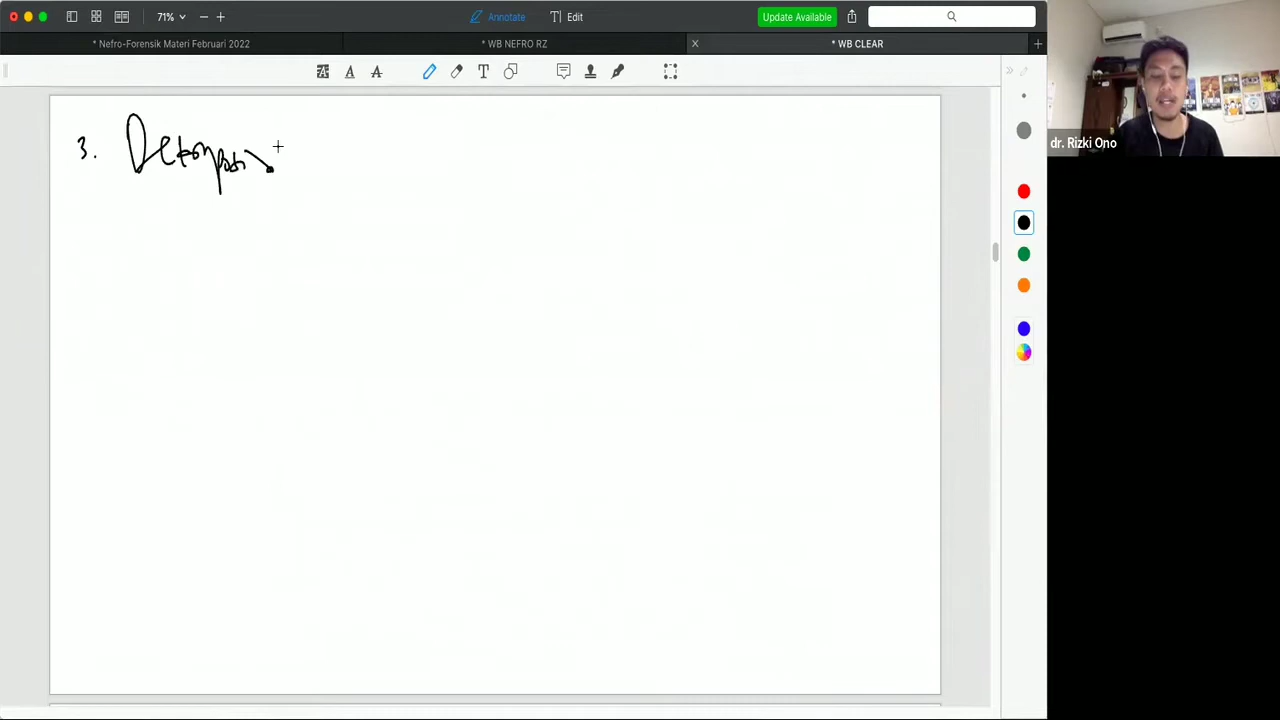 71%
Annotate
Edit
Update Available
* Nefro-Forensik Materi Februari 2022
* WB NEFRO RZ
* WB CLEAR
dr. Rizki Ono
3. Dekomposisi